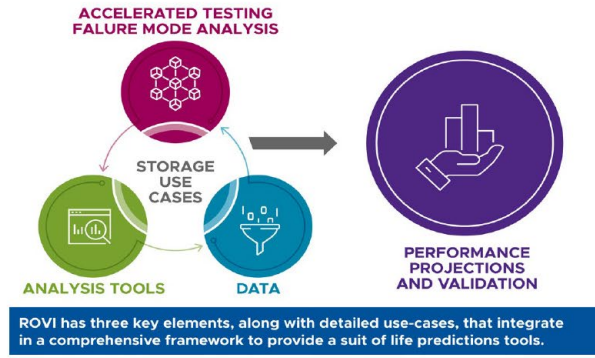 ACCELERATED TESTING
FAILURE MODE ANALYSIS
STORAGE
USE
CASES
ANALYSIS TOOLS
DATA
PERFORMANCE
PROJECTIONS
AND VALIDATION
ROVI has three key elements, along with detailed use-cases, that integrate
in a comprehensive framework to provide a suit of life predictions tools.